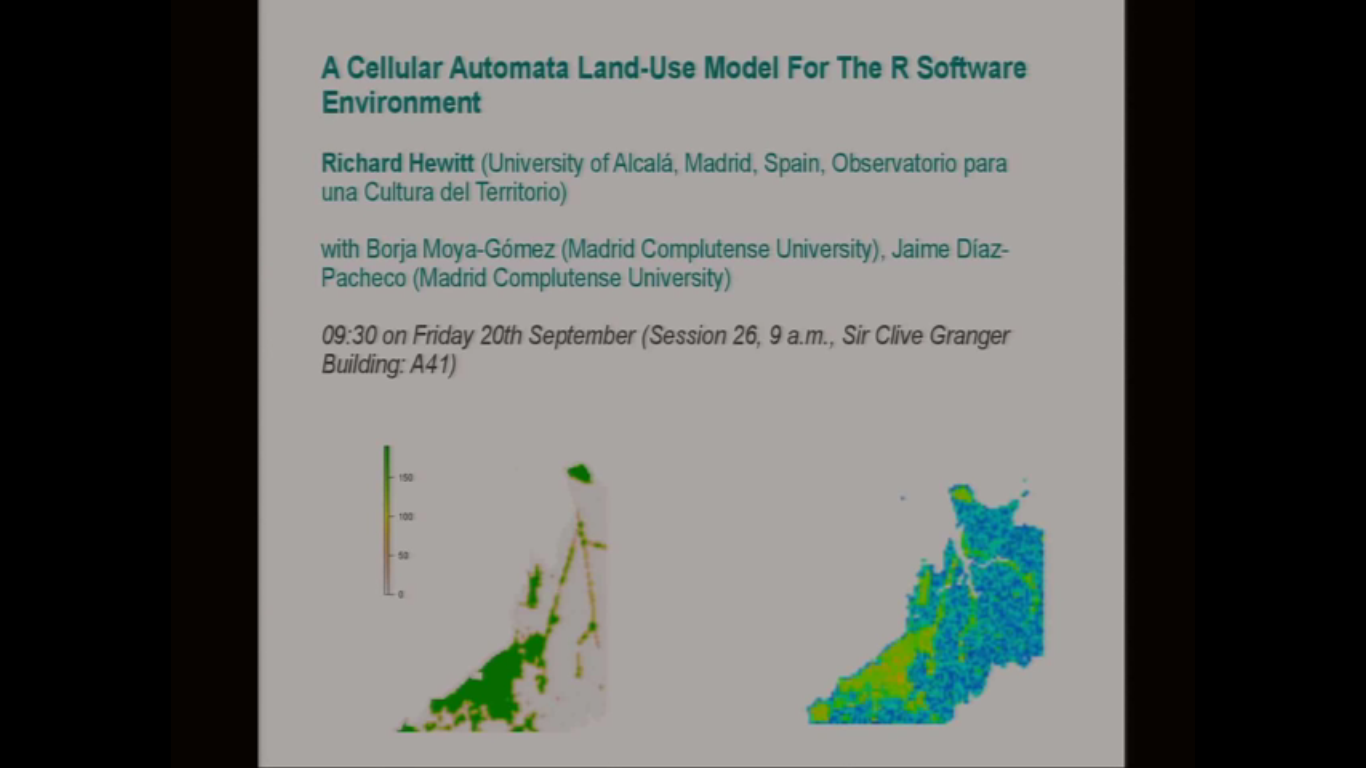 A Cellular Automata Land-Use Model For The R Software
Environment
Richard Hewitt (University of Alcalá, Madrid, Spain, Observatorio para
una Cultura del Territorio)
with Borja Moya-Gómez (Madrid Complutense University), Jaime Díaz-
Pacheco (Madrid Complutense University)
09:30 on Friday 20th September (Session 26, 9 a.m., Sir Clive Granger
Building: A41)
150
100
50
0